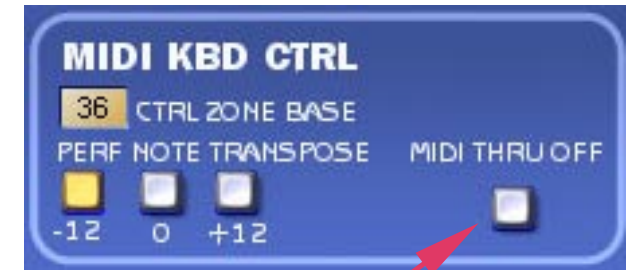 MIDI KBD CTRL
36 CTRL ZONE BASE
PERF NOTE TRANSPOSE MIDI THRU OFF
-12 0 +12